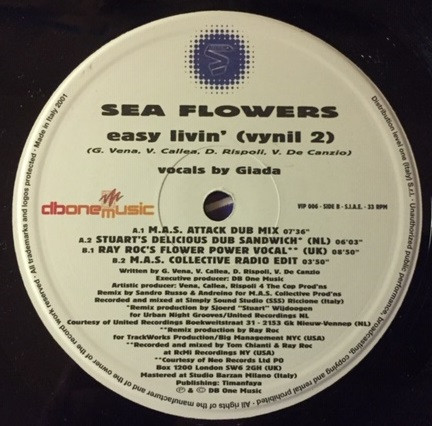 SEA FLOWERS
easy livin' (vynil 2)
(G. Vena, V. Callea, D. Rispoli, V. De Canzio)
vocals by Giada
dbonemusic
VIP 006 - SIDE B - S.I.A.E. - 33 RPM
A.1 M.A.S. ATTACK DUB MIX 07'36"
A.2 STUART'S DELICIOUS DUB SANDWICH* (NL) 06'03"
B.1 RAY ROC'S FLOWER POWER VOCAL** (UK) 08'50"
B.2 M.A.S. COLLECTIVE RADIO EDIT 03'50"
Written by G. Vena, V. Callea, D. Rispoli, V. De Canzio
Executive producer: DB One Music
Artistic producer: Vena, Callea, Rispoli 4 The Cop Prod'ns
Remix by Sandro Russo & Andreino for M.A.S. Collective Prod'ns
Recorded and mixed at Simply Sound Studio (SSS) Riccione (Italy)
*Remix production by Sjoerd "Stuart" Wijdoogen
for Urban Night Grooves/United Recordings NL
Courtesy of United Recordings Boekweitstraat 31 - 2153 Gk Nieuw-Vennep (NL)
**Remix production by Ray Roc
for TrackWorks Production/Big Management NYC (USA)
**Recorded and mixed by Tom Chianti & Ray Roc
at RcMi Recordings NY (USA)
**Courtesy of Neo Records Ltd PO
Box 1200 London SW6 2GH (UK)
Mastered at Studio Barzan Milano (Italy)
Publishing: Timanfaya
℗ & © DB One Music
All trademarks and logos protected - Made in Italy 2001
Distribution level one (Italy) S.r.l. - Unauthorized public performance, broadcasting, copying and rental prohibited - All rights of the manufacturer and of the owner of the record work reserved